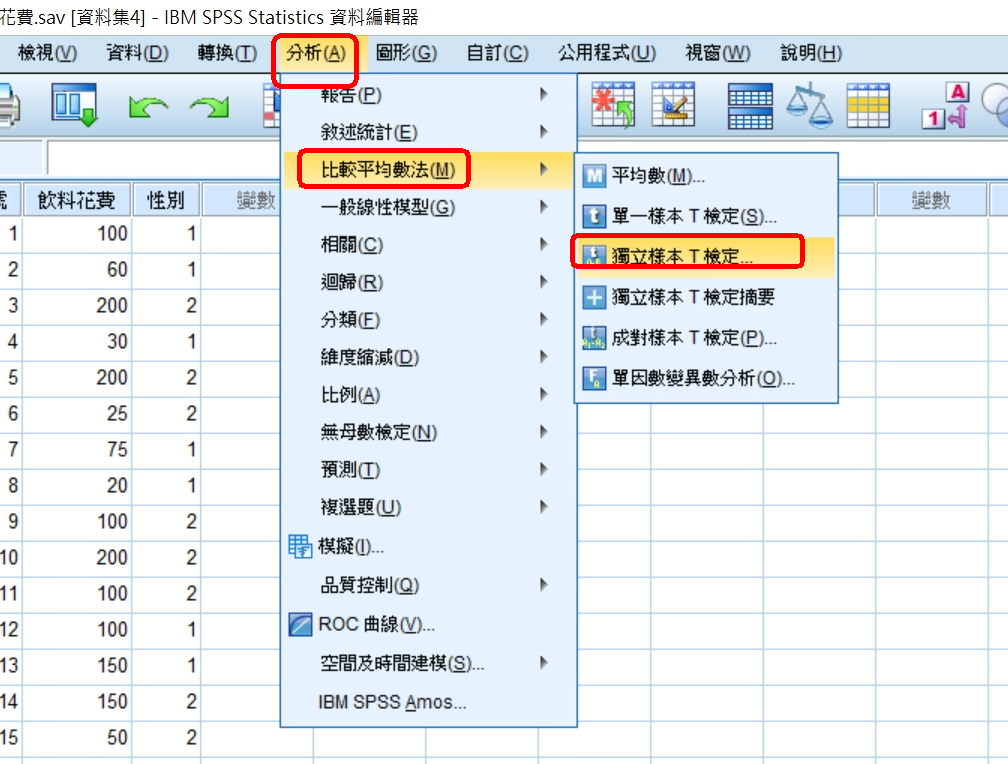 花費.sav [資料集4] - IBM SPSS Statistics 資料編輯器
檢視(V) 資料(D) 轉換(T) 分析(A) 圖形(G) 自訂(C) 公用程式(U) 視窗(W) 說明(H)
報告(P)
敘述統計(E)
比較平均數法(M)
一般線性模型(G)
相關(C)
迴歸(R)
分類(F)
維度縮減(D)
比例(A)
無母數檢定(N)
預測(T)
複選題(U)
模擬(I)...
品質控制(Q)
ROC 曲線(V)...
空間及時間建模(S)...
IBM SPSS Amos...
平均數(M)...
單一樣本 T 檢定(S)...
獨立樣本 T 檢定...
獨立樣本 T 檢定摘要
成對樣本 T 檢定(P)...
單因數變異數分析(O)...
號 飲料花費 性別 變數 變數
1 100 1
2 60 1
3 200 2
4 30 1
5 200 2
6 25 2
7 75 1
8 20 1
9 100 2
10 200 2
11 100 2
12 100 1
13 150 1
14 150 2
15 50 2